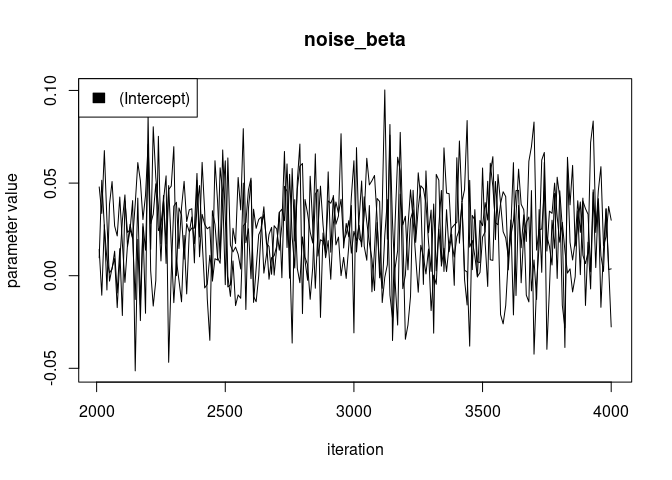 noise_beta
(Intercept)
parameter value
0.10
0.05
0.00
-0.05
2000 2500 3000 3500 4000
iteration